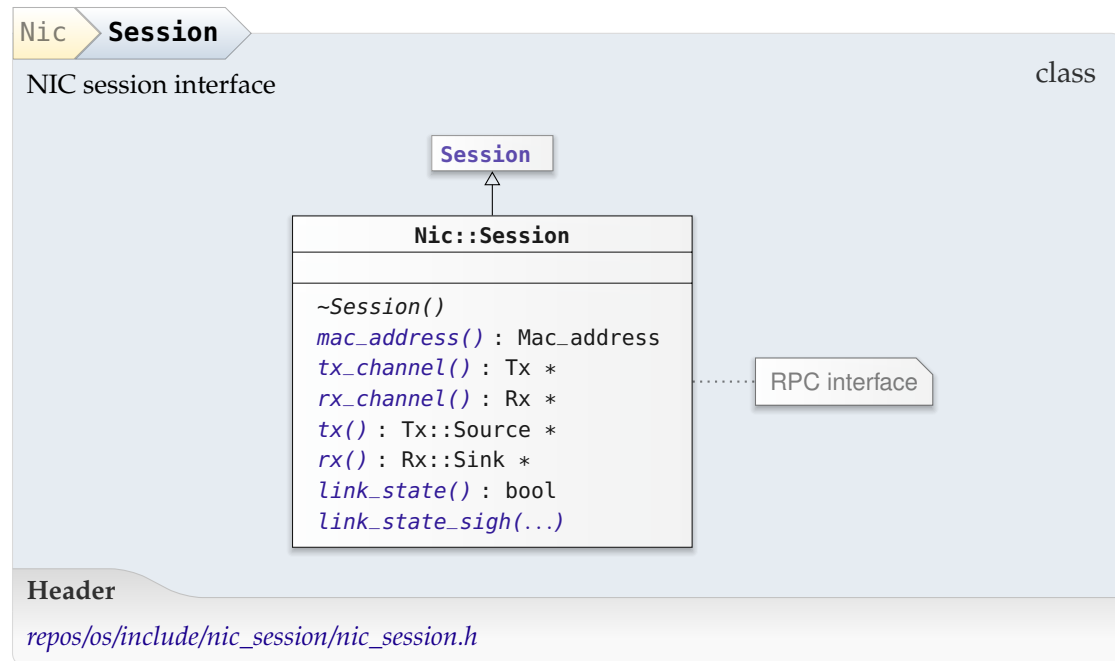 Nic Session
NIC session interface
class
Session
Nic::Session
~Session()
mac_address() : Mac_address
tx_channel() : Tx *
rx_channel() : Rx *
tx() : Tx::Source *
rx() : Rx::Sink *
link_state() : bool
link_state_sigh(...)
RPC interface
Header
repos/os/include/nic_session/nic_session.h